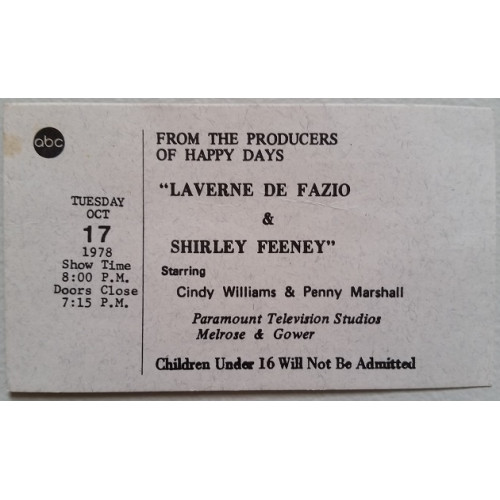 abc
TUESDAY
OCT
17
1978
Show Time
8:00 P.M.
Doors Close
7:15 P.M.
FROM THE PRODUCERS
OF HAPPY DAYS
"LAVERNE DE FAZIO
&
SHIRLEY FEENEY"
Starring
Cindy Williams & Penny Marshall
Paramount Television Studios
Melrose & Gower
Children Under 16 Will Not Be Admitted